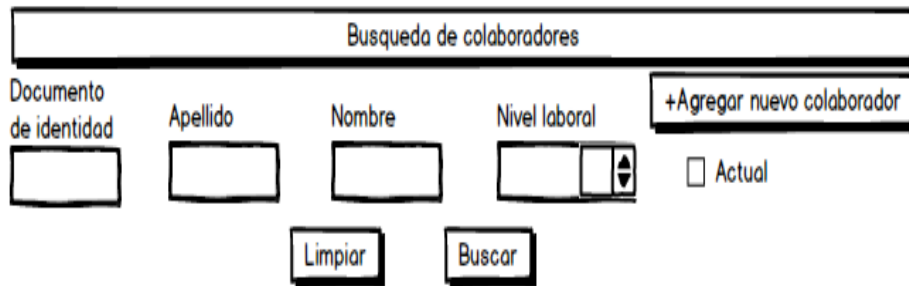 Busqueda de colaboradores
Documento
de identidad
Apellido
Nombre
Nivel laboral
+Agregar nuevo colaborador
Actual
Limpiar
Buscar